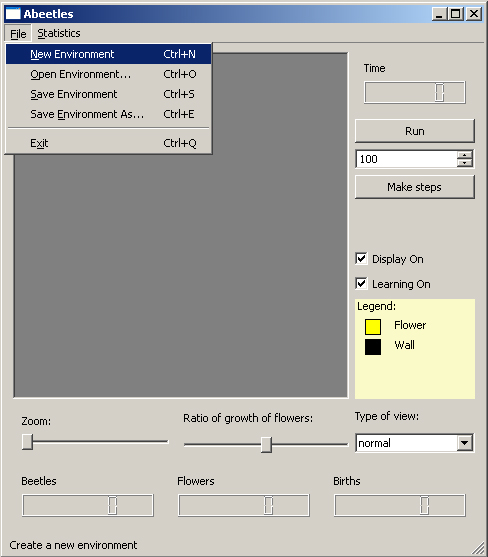 Abeetles
File Statistics
New Environment Ctrl+N
Open Environment... Ctrl+O
Save Environment Ctrl+S
Save Environment As... Ctrl+E
Exit Ctrl+Q
Time
Run
100
Make steps
Display On
Learning On
Legend:
Flower
Wall
Zoom:
Ratio of growth of flowers:
Type of view:
normal
Beetles
Flowers
Births
Create a new environment